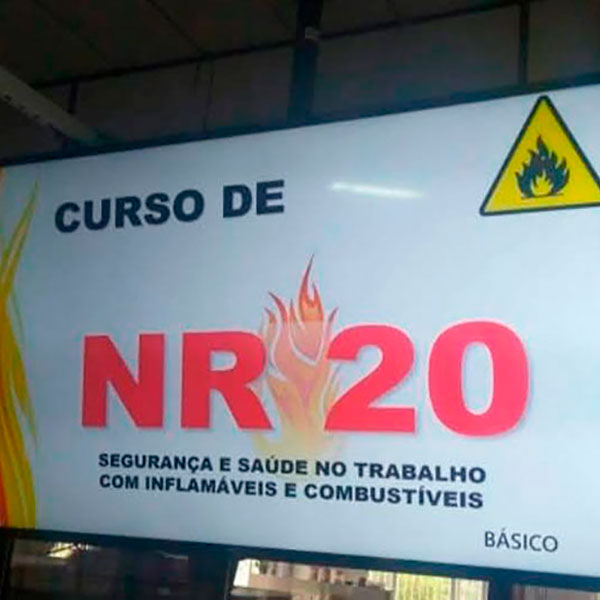 CURSO DE
NR 20
SEGURANÇA E SAÚDE NO TRABALHO
COM INFLAMÁVEIS E COMBUSTÍVEIS
BÁSICO